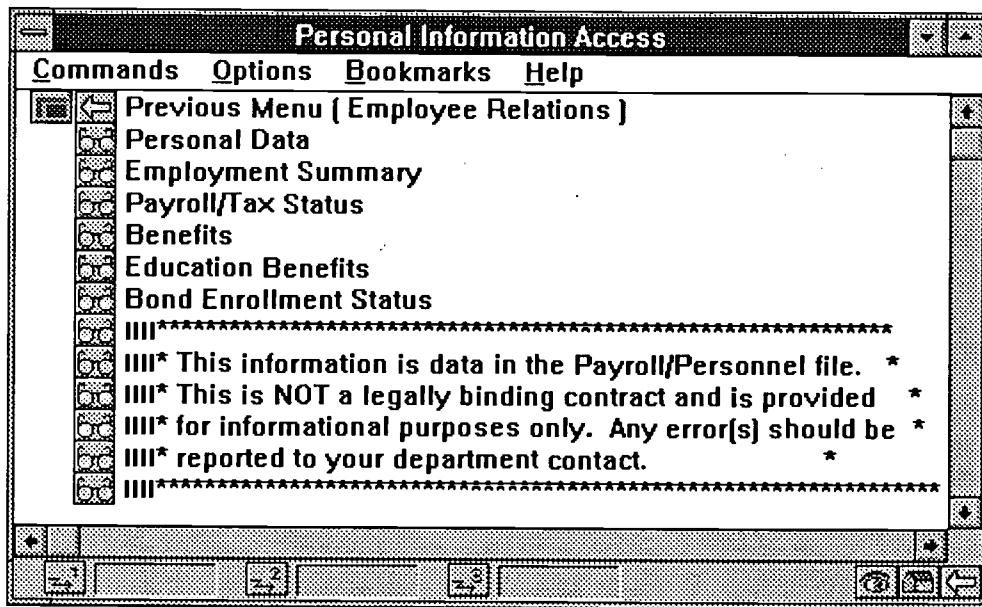 Personal Information Access
Commands Options Bookmarks Help
Previous Menu ( Employee Relations )
Personal Data
Employment Summary
Payroll/Tax Status
Benefits
Education Benefits
Bond Enrollment Status
IIII*************************************************************
IIII* This information is data in the Payroll/Personnel file. *
IIII* This is NOT a legally binding contract and is provided *
IIII* for informational purposes only. Any error(s) should be *
IIII* reported to your department contact. *
IIII*****************************************************************
1 2 3